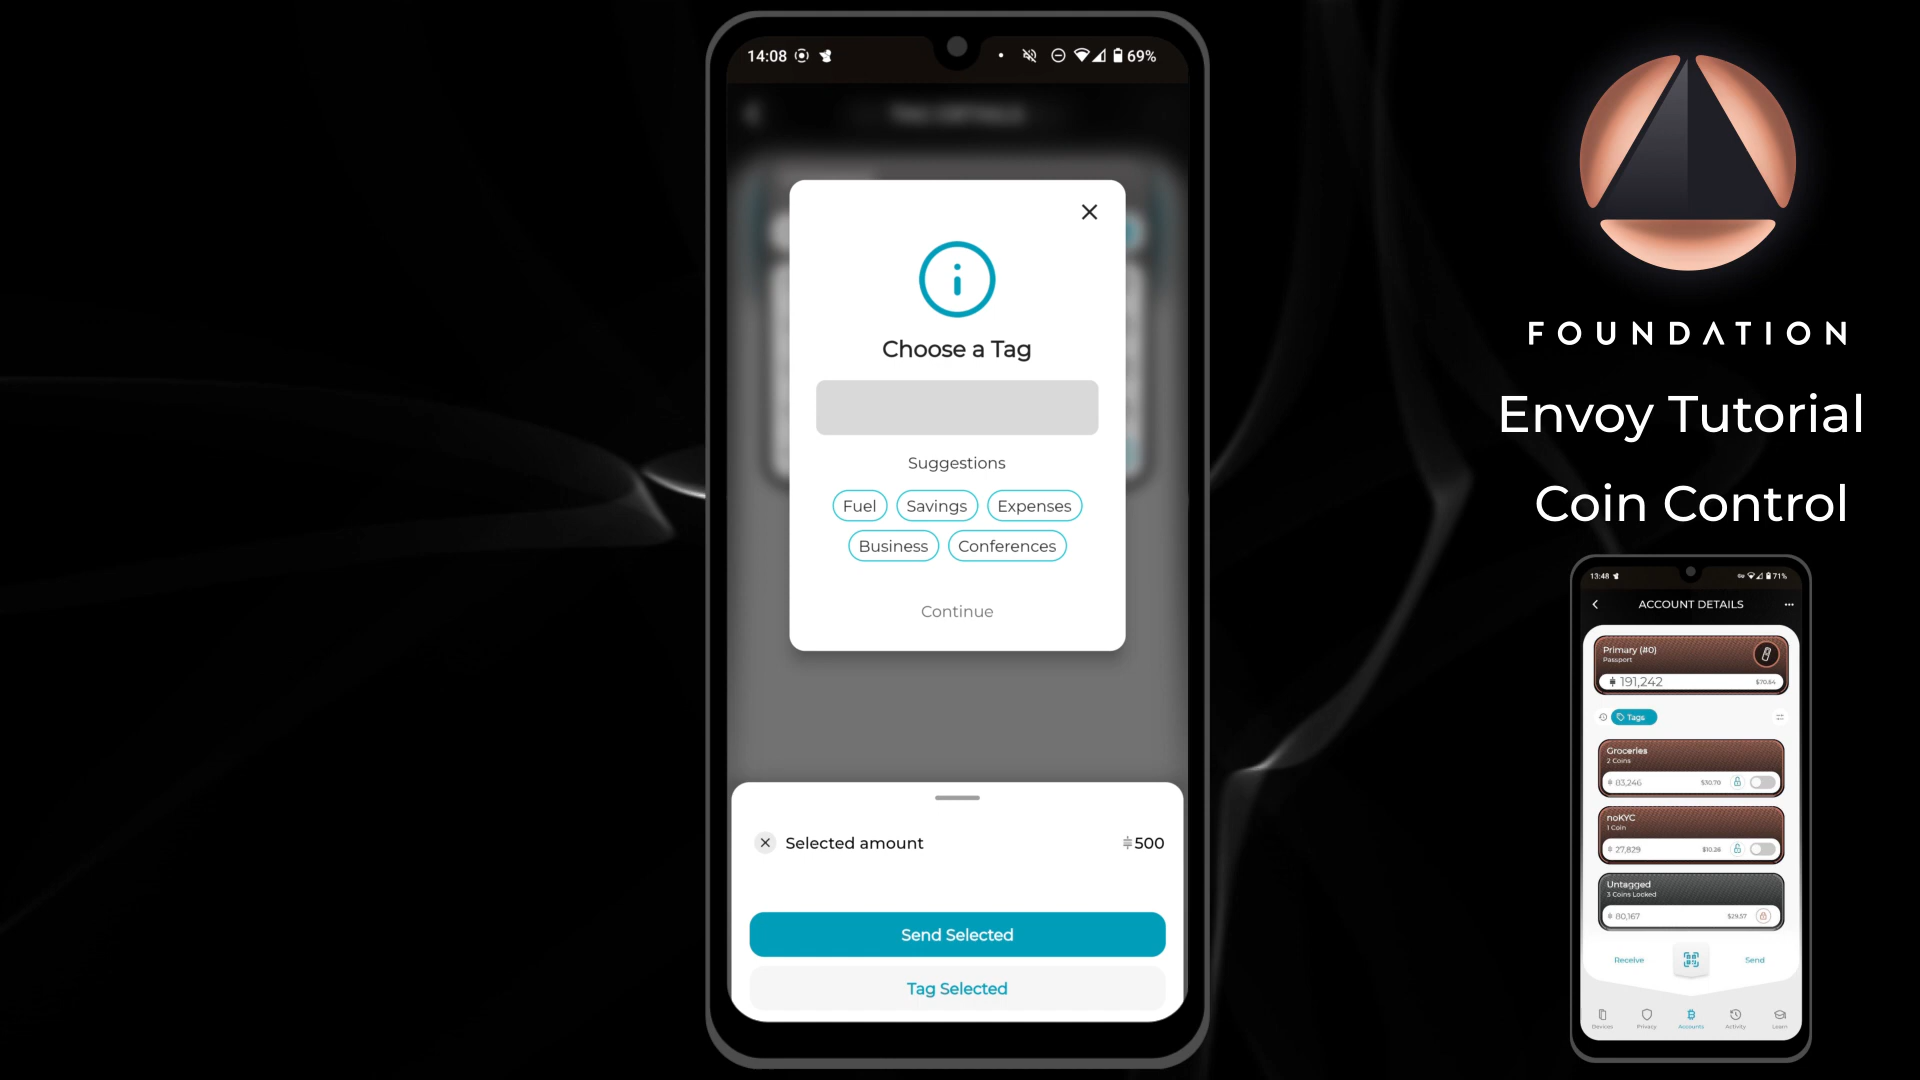 14:08
69%
Choose a Tag
Suggestions
Fuel
Savings
Expenses
Business
Conferences
Continue
Selected amount
500
Send Selected
Tag Selected
FOUNDATION
Envoy Tutorial
Coin Control
13:48
71%
ACCOUNT DETAILS
Primary (#0)
Passport
191,242
$70.54
Tags
Groceries
2 Coins
83,246
$30.70
noKYC
1 Coin
27,829
$10.26
Untagged
3 Coins Locked
80,167
$29.57
Receive
Send
Devices
Privacy
Accounts
Activity
Learn